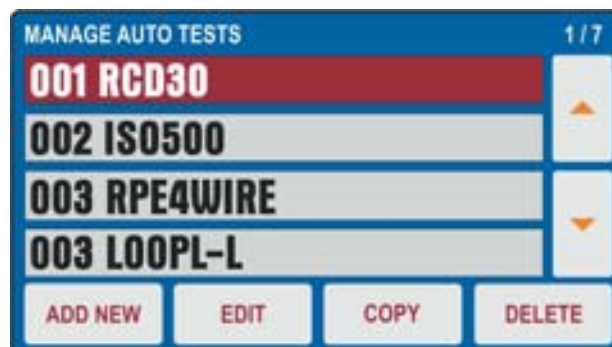 MANAGE AUTO TESTS 1/7
001 RCD30
002 ISO500
003 RPE4WIRE
003 LOOPL-L
ADD NEW EDIT COPY DELETE